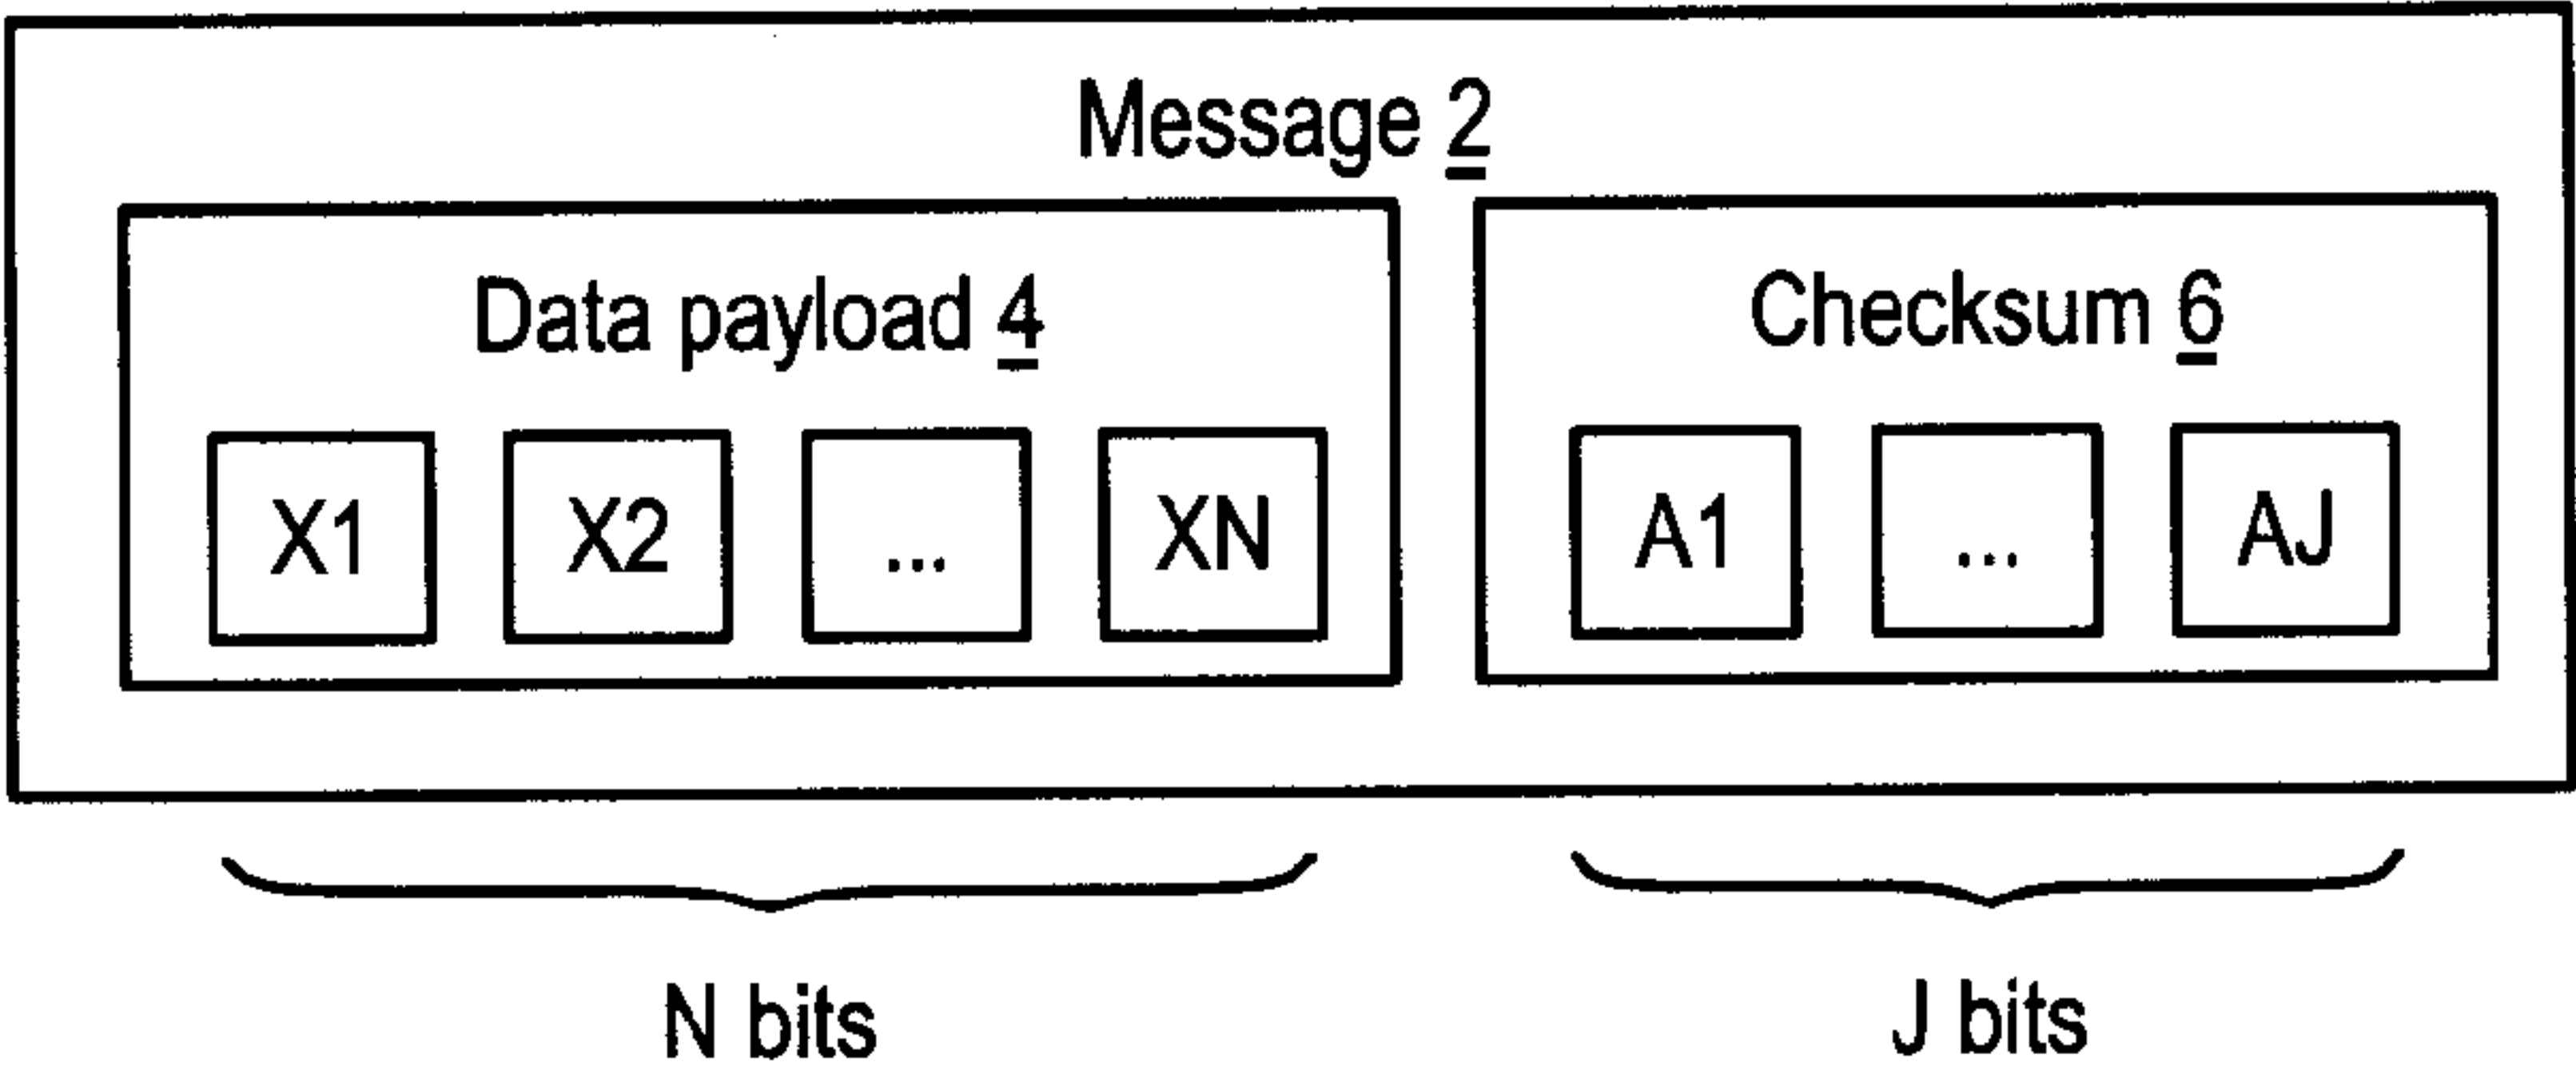 Message 2
Data payload 4
Checksum 6
X1 X2 ... XN
A1 ... AJ
N bits
J bits